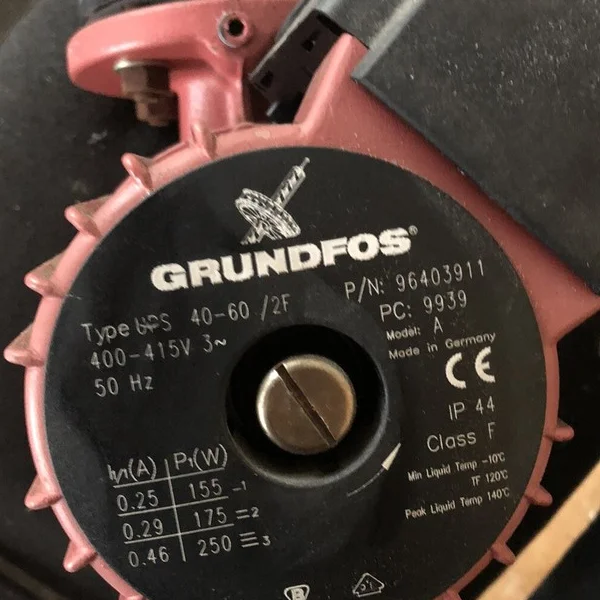 GRUNDFOS®
Type UPS 40-60 /2F
400-415V 3~
50 Hz
P/N: 96403911
PC: 9939
Model: A
Made in Germany
CE
IP 44
Class F
Min Liquid Temp -10°C
TF 120°C
Peak Liquid Temp 140°C
I1/1(A) P1(W)
0.25 155 -1
0.29 175 =2
0.46 250 ≡3
B